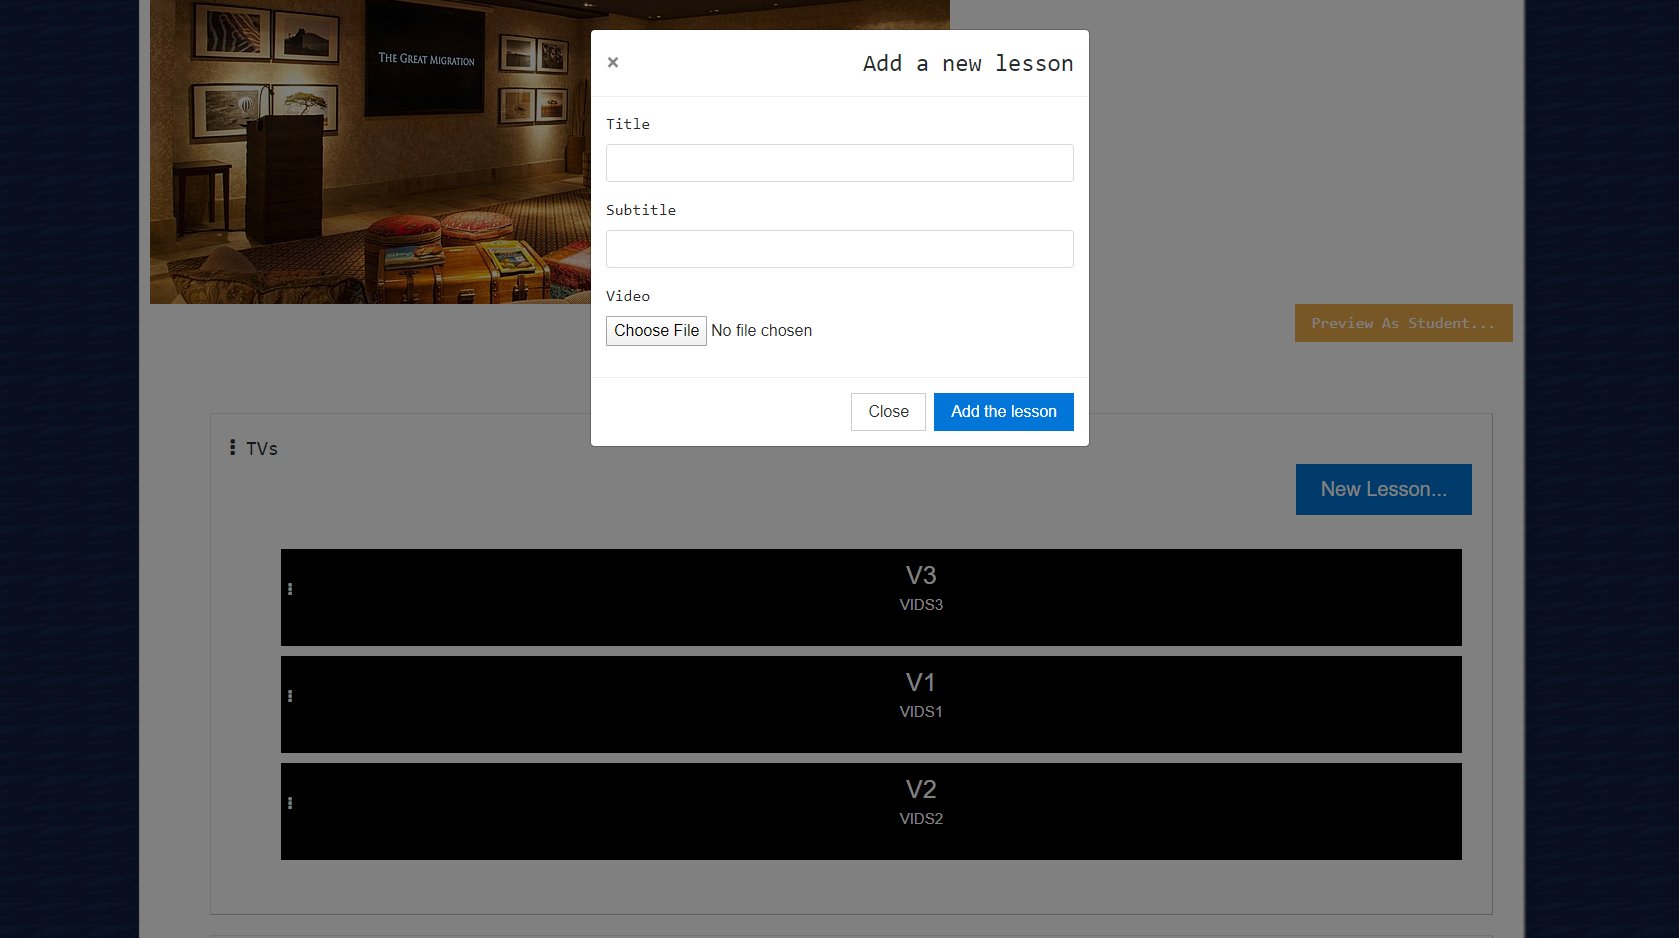 THE GREAT MIGRATION
×
Add a new lesson
Title
Subtitle
Video
Choose File No file chosen
Close
Add the lesson
Preview As Student...
TVs
New Lesson...
V3
VIDS3
V1
VIDS1
V2
VIDS2